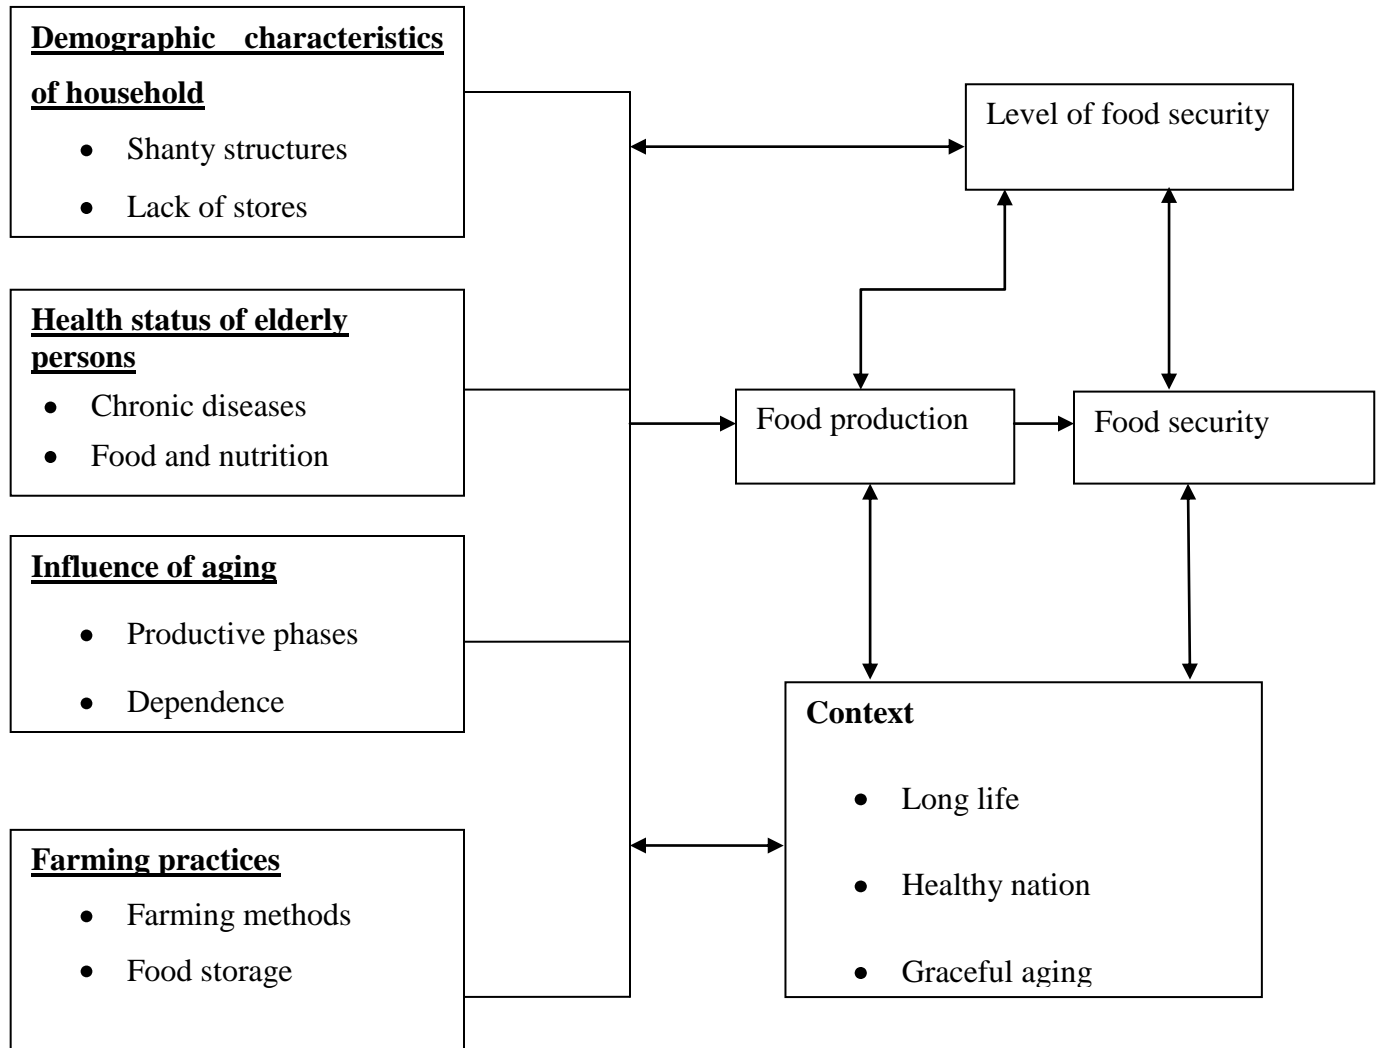 Demographic characteristics
of household
• Shanty structures
• Lack of stores
Health status of elderly
persons
• Chronic diseases
• Food and nutrition
Influence of aging
• Productive phases
• Dependence
Farming practices
• Farming methods
• Food storage
Level of food security
Food production
Food security
Context
• Long life
• Healthy nation
• Graceful aging